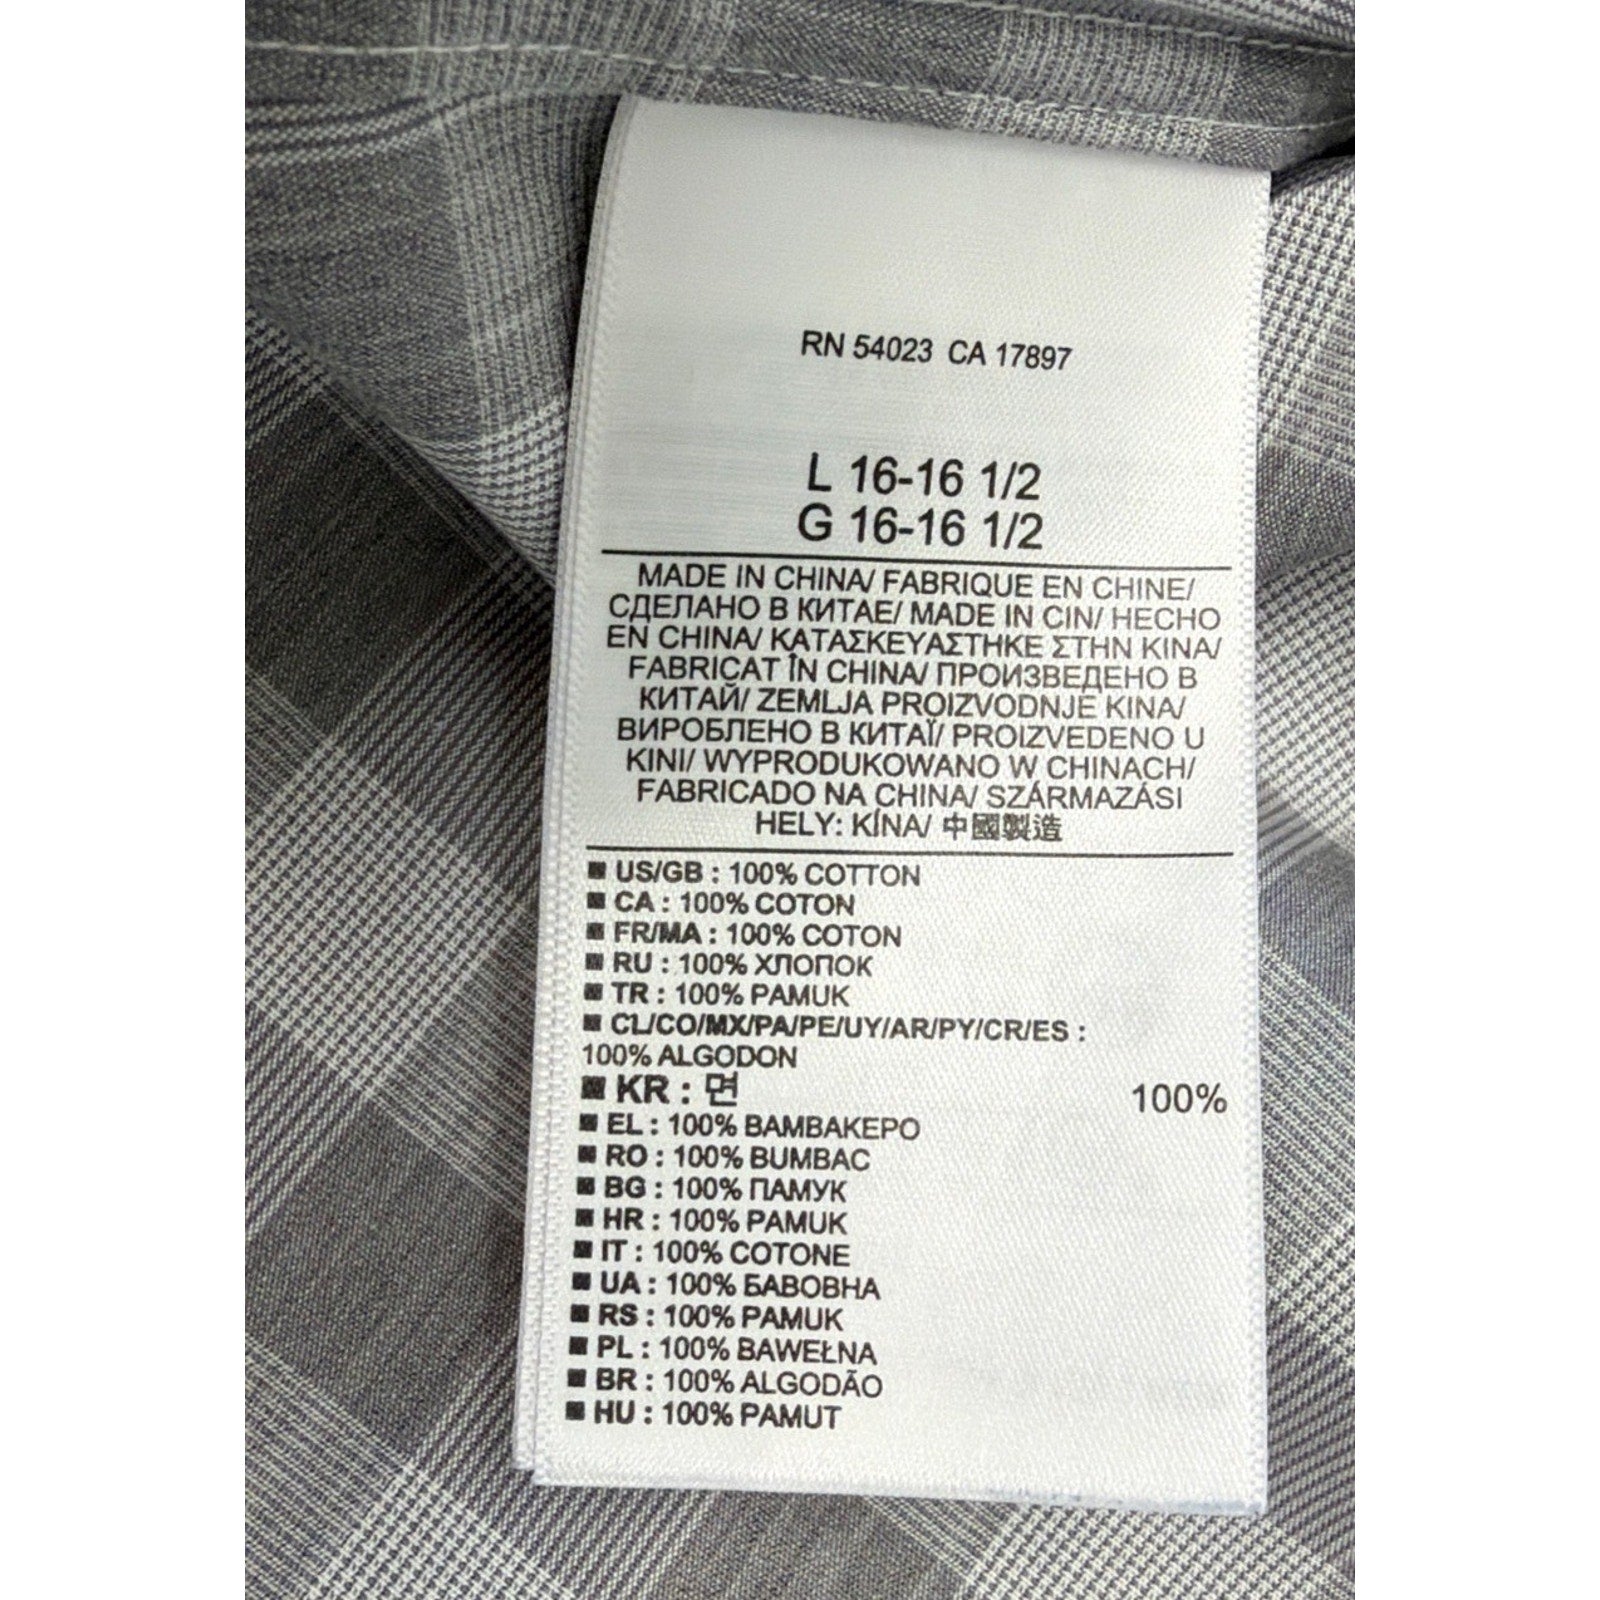 RN 54023 CA 17897
L 16-16 1/2
G 16-16 1/2
MADE IN CHINA/ FABRIQUE EN CHINE/
СДЕЛАНО В КИТАЕ/ MADE IN CIN/ HECHO
EN CHINA/ ΚΑΤΑΣΚΕΥΑΣΤΗΚΕ ΣΤΗΝ ΚΙΝΑ/
FABRICAT ÎN CHINA/ ПРОИЗВЕДЕНО В
КИТАЙ/ ZEMLJA PROIZVODNJE KINA/
ВИРОБЛЕНО В КИТАЇ/ PROIZVEDENO U
KINI/ WYPRODUKOWANO W CHINACH/
FABRICADO NA CHINA/ SZÁRMAZÁSI
HELY: KÍNA/ 中國製造
■ US/GB : 100% COTTON
■ CA : 100% COTON
■ FR/MA : 100% COTON
■ RU : 100% ХЛОПОК
■ TR : 100% PAMUK
■ CL/CO/MX/PA/PE/UY/AR/PY/CR/ES :
100% ALGODON
■ KR : 면 100%
■ EL : 100% ΒΑΜΒΑΚΕΡΟ
■ RO : 100% BUMBAC
■ BG : 100% ПАМУК
■ HR : 100% PAMUK
■ IT : 100% COTONE
■ UA : 100% БАВОВНА
■ RS : 100% PAMUK
■ PL : 100% BAWEŁNA
■ BR : 100% ALGODÃO
■ HU : 100% PAMUT